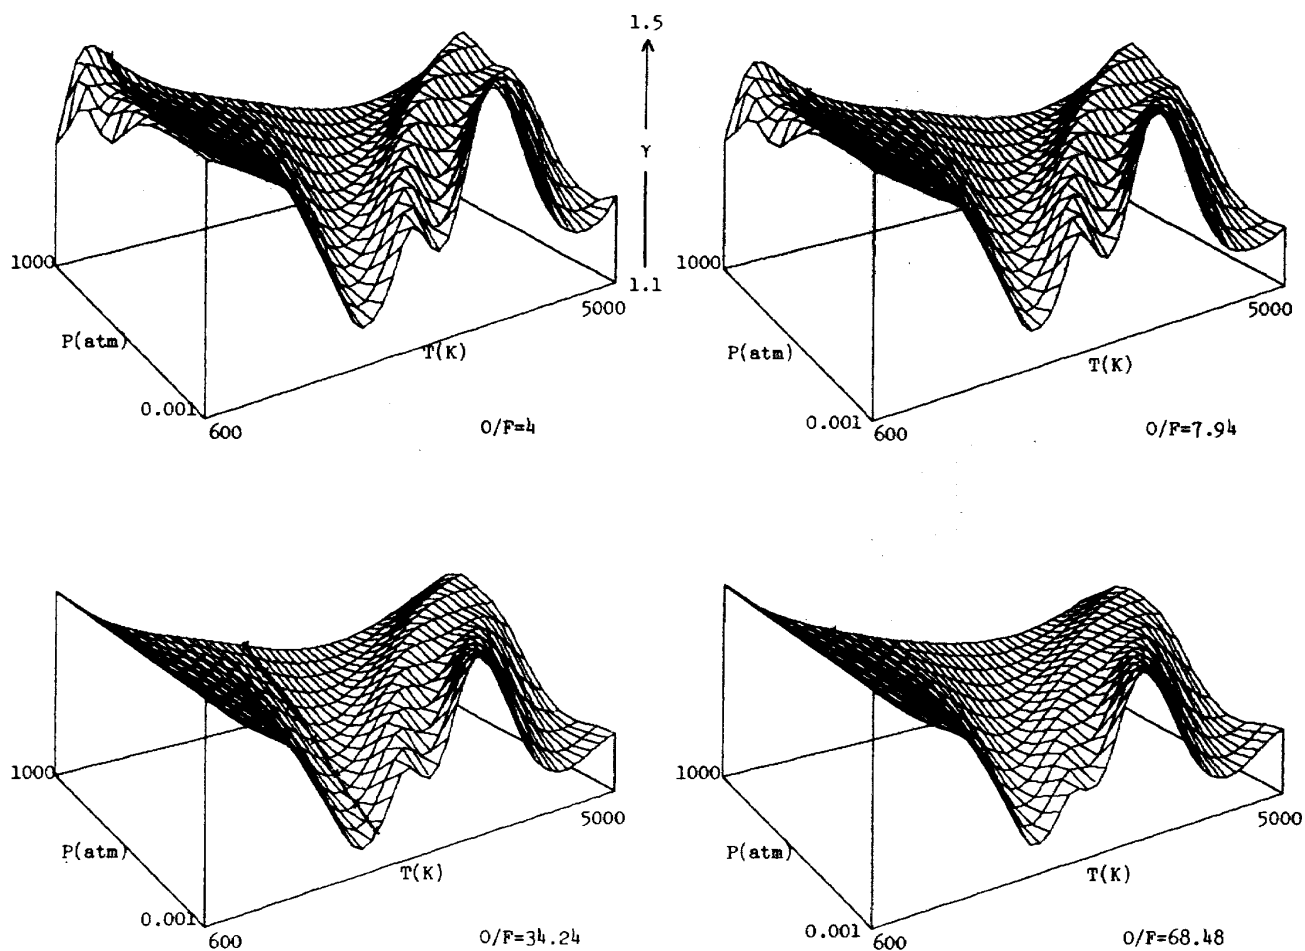 1.5
γ
1.1
1000
P(atm)
0.001
600
T(K)
5000
O/F=4
1000
P(atm)
0.001
600
T(K)
5000
O/F=7.94
1000
P(atm)
0.001
600
T(K)
5000
O/F=34.24
1000
P(atm)
0.001
600
T(K)
5000
O/F=68.48